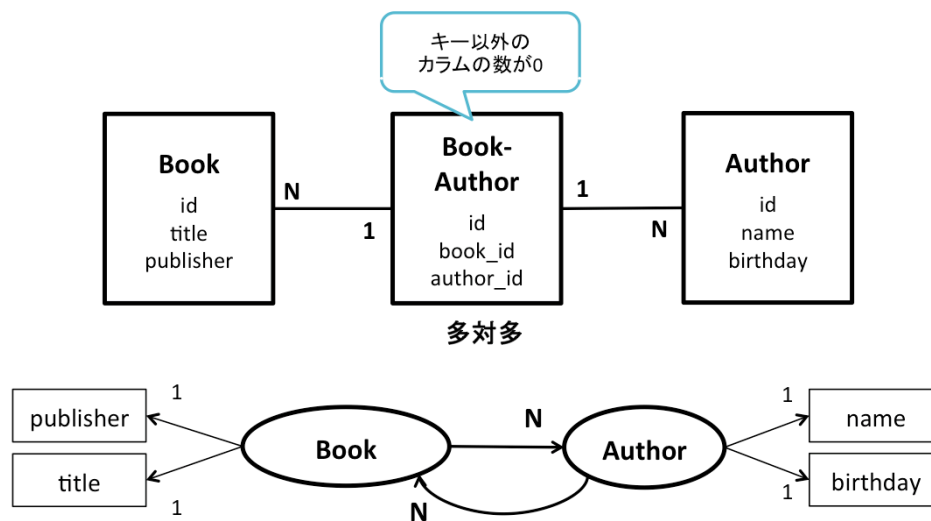 キー以外の
カラムの数が0
Book
id
title
publisher
N
1
Book-
Author
id
book_id
author_id
1
N
Author
id
name
birthday
多対多
publisher
1
title
1
Book
N
N
Author
1
name
1
birthday